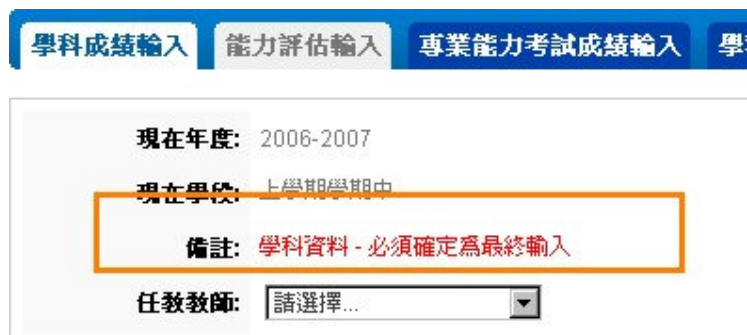 學科成績輸入 能力評估輸入 專業能力考試成績輸入 學
現在年度: 2006-2007
現在學段: 上學期學期中
備註: 學科資料 - 必須確定爲最終輸入
任教教師: 請選擇...